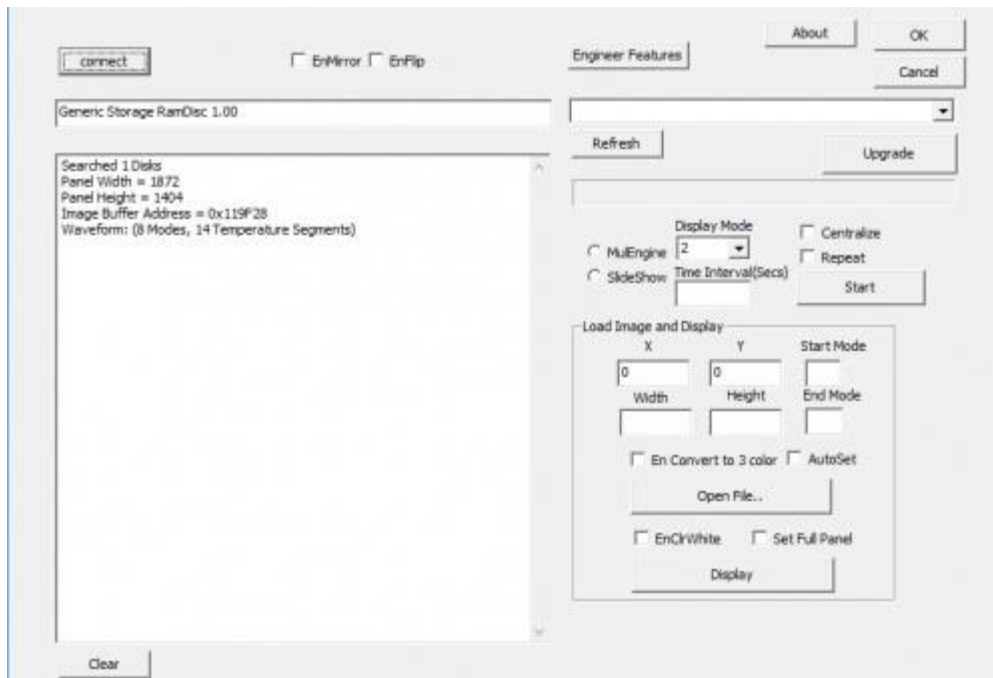 About
OK
connect
EnMirror
EnFlip
Engineer Features
Cancel
Generic Storage RamDisc 1.00
Refresh
Upgrade
Searched 1 Disks
Panel Width = 1872
Panel Height = 1404
Image Buffer Address = 0x119F28
Waveform: (8 Modes, 14 Temperature Segments)
Display Mode
MulEngine
2
Centralize
Repeat
SlideShow
Time Interval(Secs)
Start
Load Image and Display
X Y Start Mode
0 0
Width Height End Mode
En Convert to 3 color
AutoSet
Open File..
EnClrWhite
Set Full Panel
Display
Clear